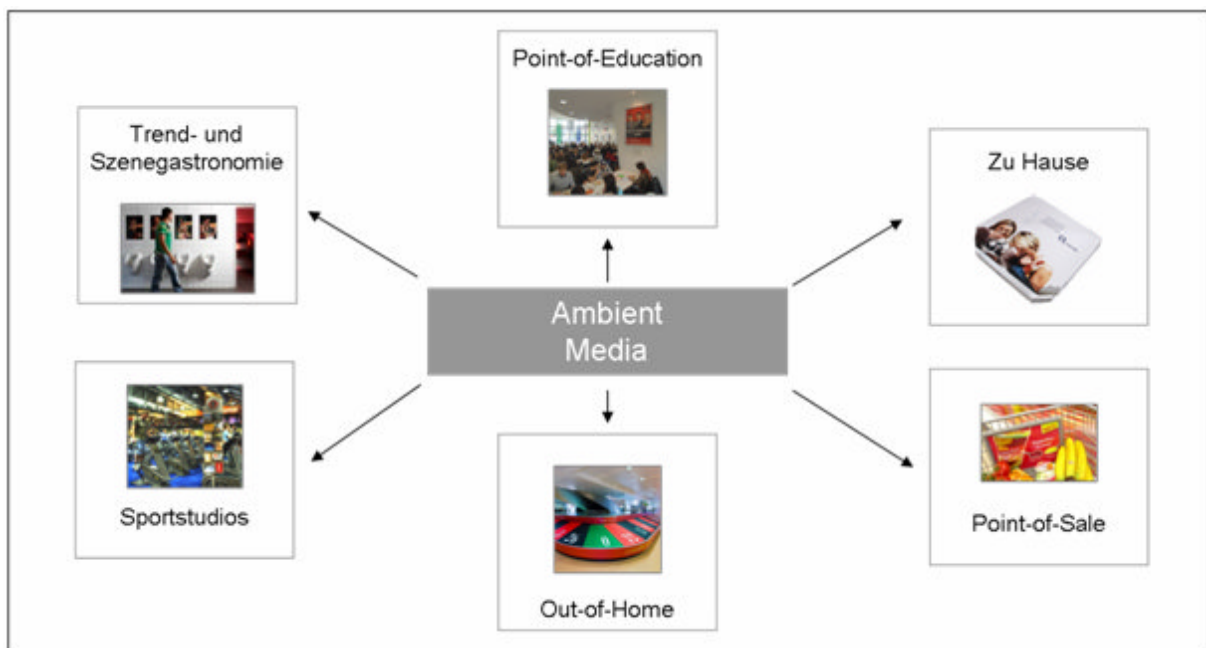 Point-of-Education
Trend- und
Szenegastronomie
Zu Hause
Ambient
Media
Sportstudios
Out-of-Home
Point-of-Sale